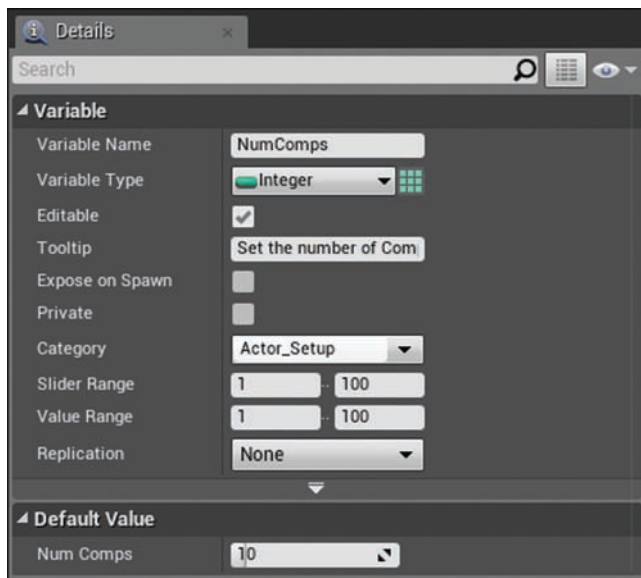 Details
Search
Variable
Variable Name NumComps
Variable Type Integer
Editable
Tooltip Set the number of Com
Expose on Spawn
Private
Category Actor_Setup
Slider Range 1 .. 100
Value Range 1 .. 100
Replication None
Default Value
Num Comps 10